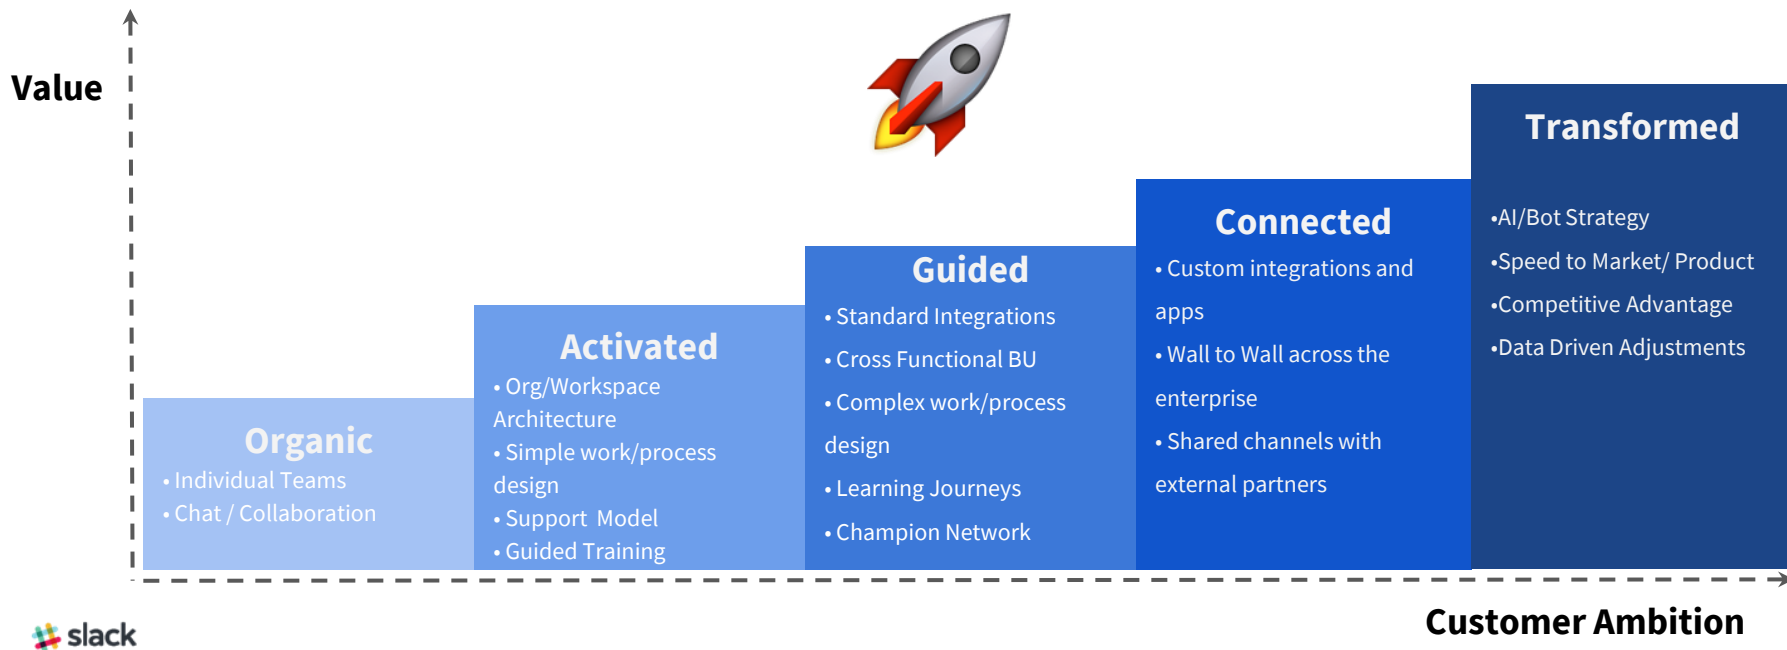 Value
Organic
• Individual Teams
• Chat / Collaboration
Activated
• Org/Workspace
Architecture
• Simple work/process
design
• Support Model
• Guided Training
Guided
• Standard Integrations
• Cross Functional BU
• Complex work/process
design
• Learning Journeys
• Champion Network
Connected
• Custom integrations and
apps
• Wall to Wall across the
enterprise
• Shared channels with
external partners
Transformed
•AI/Bot Strategy
•Speed to Market/ Product
•Competitive Advantage
•Data Driven Adjustments
Customer Ambition
slack